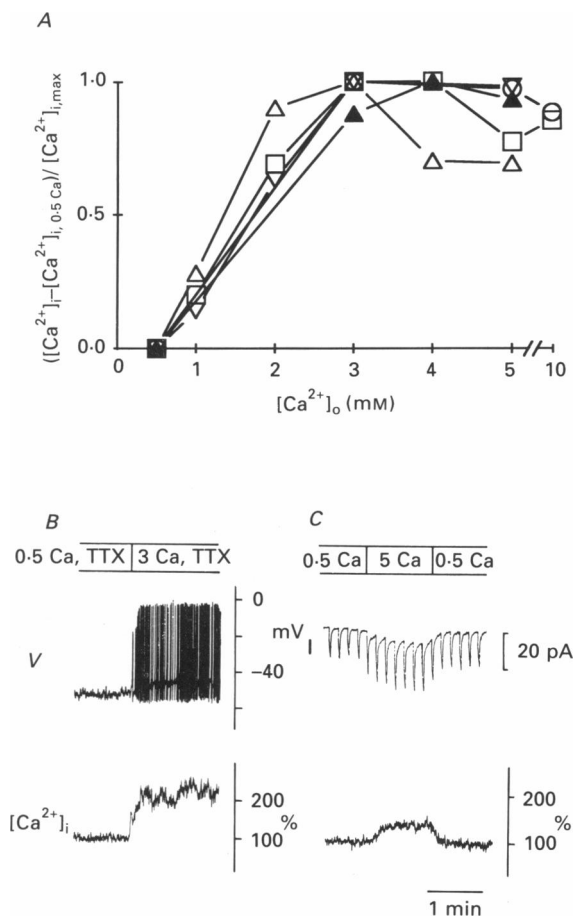 A
([Ca²⁺]ᵢ–[Ca²⁺]ᵢ, ₀·₅ Ca)/ [Ca²⁺]ᵢ,max
1·0
0·5
0·0
0 1 2 3 4 5 10
[Ca²⁺]ₒ (mM)
B
C
0·5 Ca, TTX 3 Ca, TTX
0·5 Ca 5 Ca 0·5 Ca
0
mV
−40
V
I
20 pA
[Ca²⁺]ᵢ
200
%
100
200
%
100
1 min